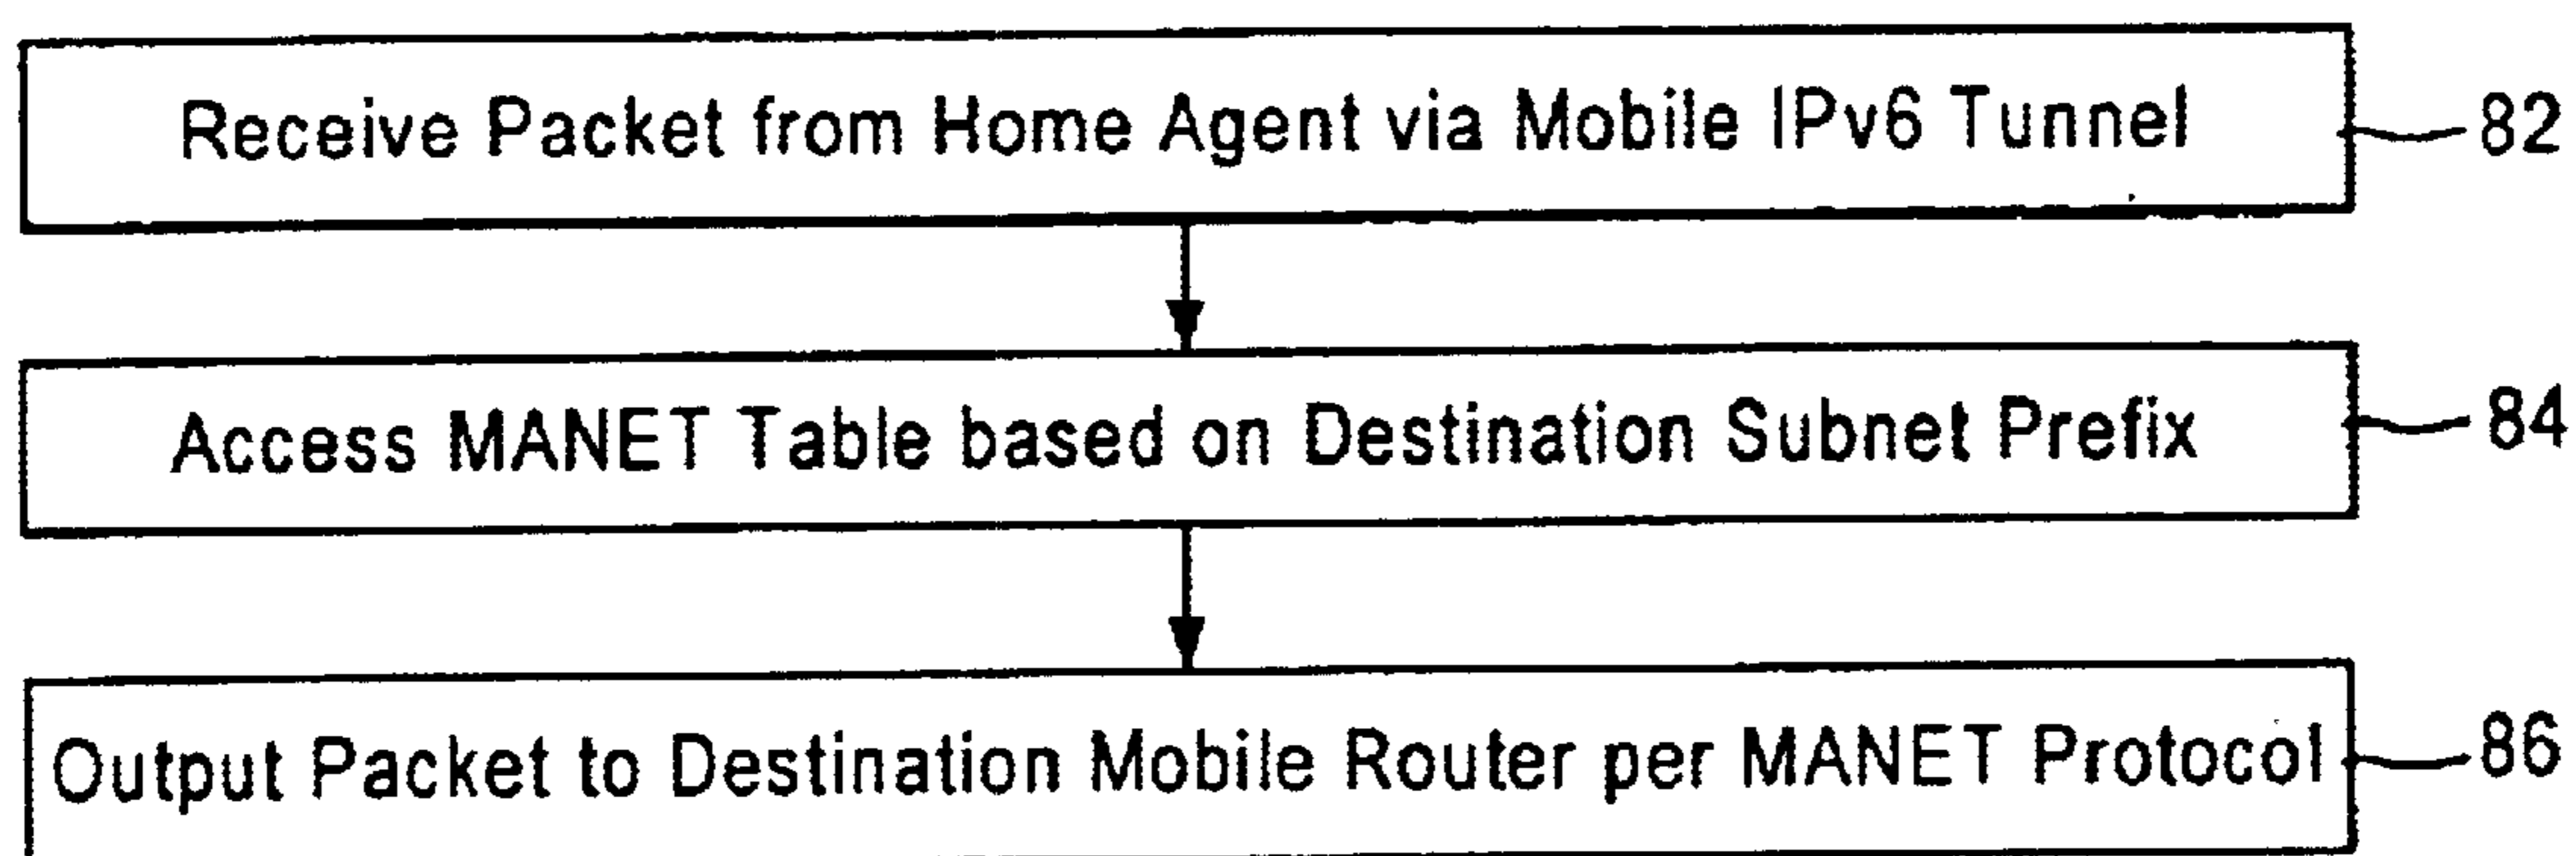 Receive Packet from Home Agent via Mobile IPv6 Tunnel 82
Access MANET Table based on Destination Subnet Prefix 84
Output Packet to Destination Mobile Router per MANET Protocol 86